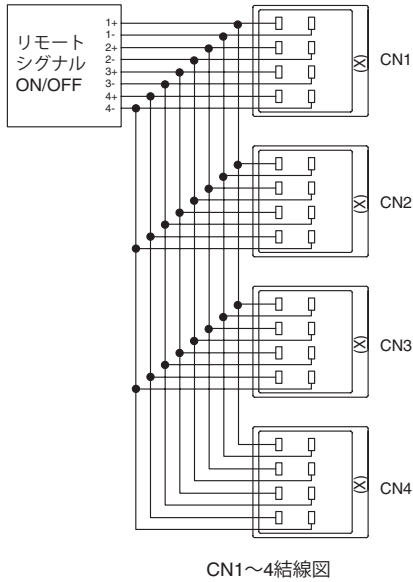 リモート
シグナル
ON/OFF
1+
1-
2+
2-
3+
3-
4+
4-
(X)
CN1
(X)
CN2
(X)
CN3
(X)
CN4
CN1～4結線図